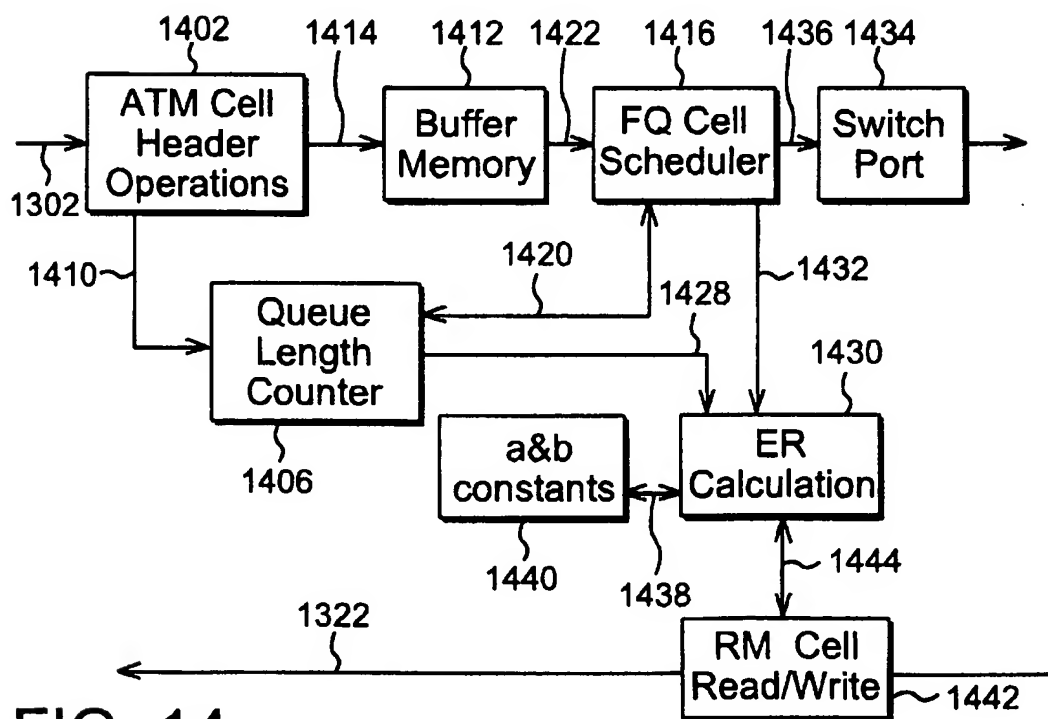 1402
1414
1412
1422
1416
1436
1434
ATM Cell
Header
Operations
Buffer
Memory
FQ Cell
Scheduler
Switch
Port
1302
1410
1420
1428
1432
Queue
Length
Counter
1430
1406
a&b
constants
ER
Calculation
1440
1438
1444
1322
RM Cell
Read/Write
1442
FIG. 14